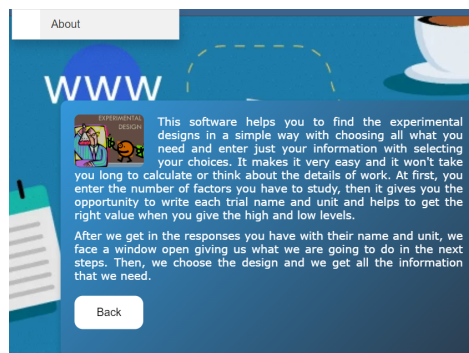 About
WWW
EXPERIMENTAL
DESIGN
This software helps you to find the experimental
designs in a simple way with choosing all what you
need and enter just your information with selecting
your choices. It makes it very easy and it won't take
you long to calculate or think about the details of work. At first, you
enter the number of factors you have to study, then it gives you the
opportunity to write each trial name and unit and helps to get the
right value when you give the high and low levels.
After we get in the responses you have with their name and unit, we
face a window open giving us what we are going to do in the next
steps. Then, we choose the design and we get all the information
that we need.
Back